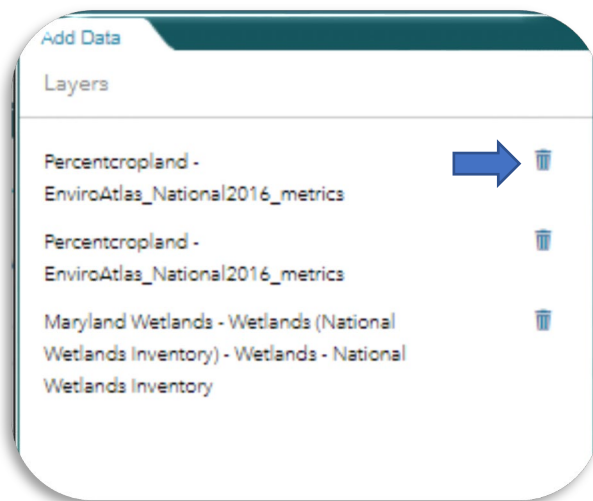 Add Data
Layers
Percentcropland -
EnviroAtlas_National2016_metrics
Percentcropland -
EnviroAtlas_National2016_metrics
Maryland Wetlands - Wetlands (National
Wetlands Inventory) - Wetlands - National
Wetlands Inventory